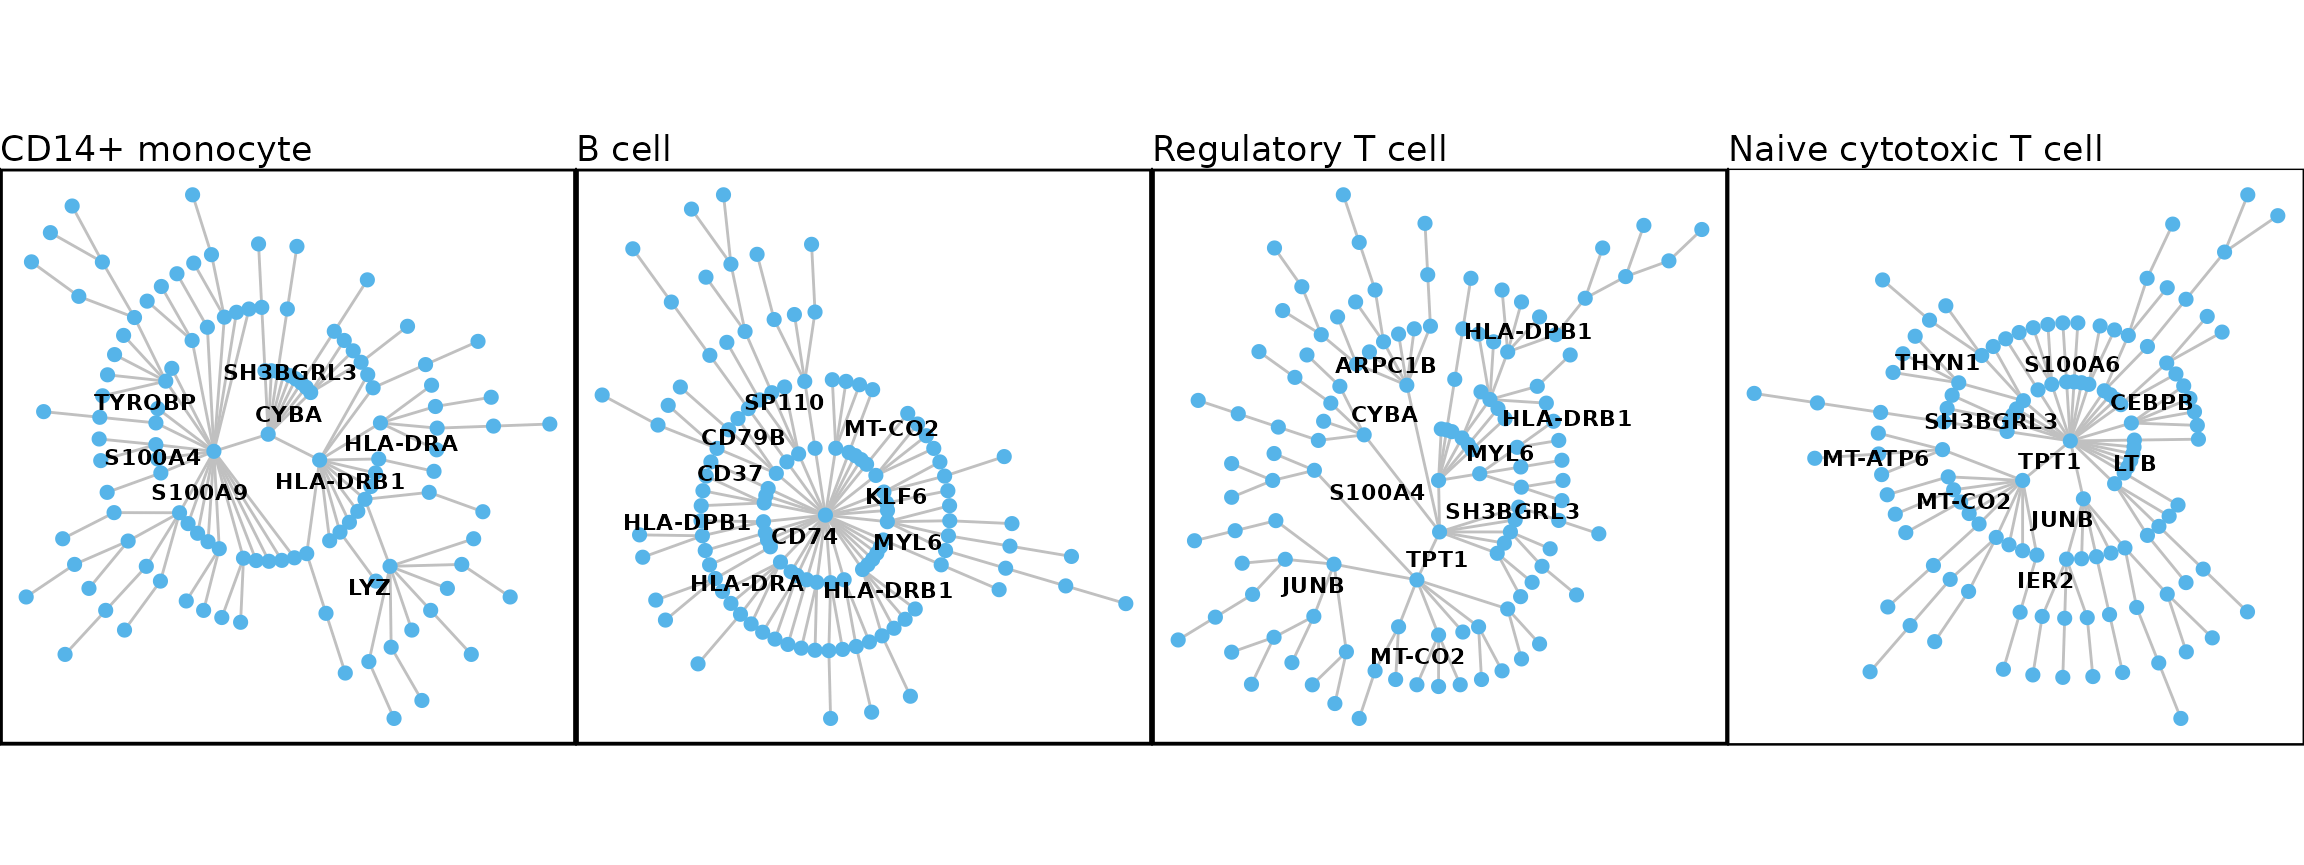 CD14+ monocyte
SH3BGRL3
TYROBP
CYBA
HLA-DRA
S100A4
HLA-DRB1
S100A9
LYZ
B cell
SP110
MT-CO2
CD79B
CD37
KLF6
HLA-DPB1
CD74
MYL6
HLA-DRA
HLA-DRB1
Regulatory T cell
HLA-DPB1
ARPC1B
CYBA
HLA-DRB1
MYL6
S100A4
SH3BGRL3
TPT1
JUNB
MT-CO2
Naive cytotoxic T cell
THYN1
S100A6
CEBPB
SH3BGRL3
MT-ATP6
TPT1
LTB
MT-CO2
JUNB
IER2